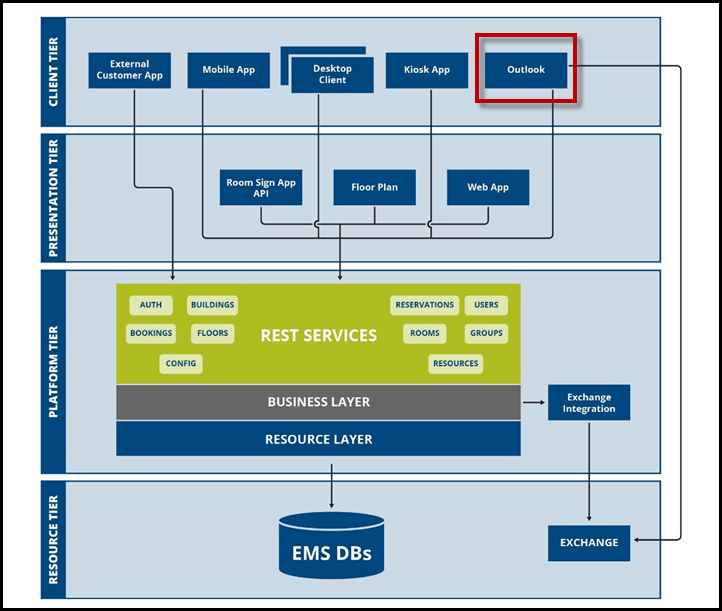 CLIENT TIER
External
Customer App
Mobile App
Desktop
Client
Kiosk App
Outlook
PRESENTATION TIER
Room Sign App
API
Floor Plan
Web App
PLATFORM TIER
AUTH
BUILDINGS
BOOKINGS
FLOORS
CONFIG
REST SERVICES
RESERVATIONS
USERS
ROOMS
GROUPS
RESOURCES
BUSINESS LAYER
RESOURCE LAYER
Exchange
Integration
RESOURCE TIER
EMS DBs
EXCHANGE